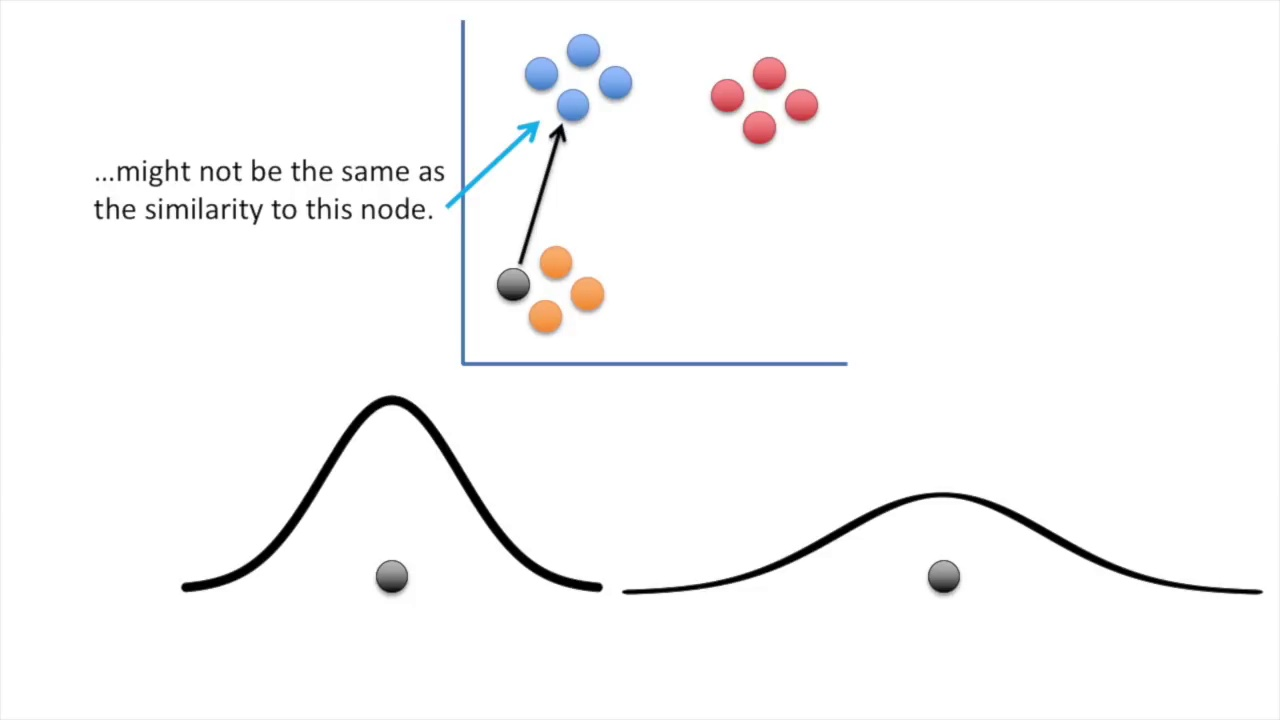 ...might not be the same as
the similarity to this node.